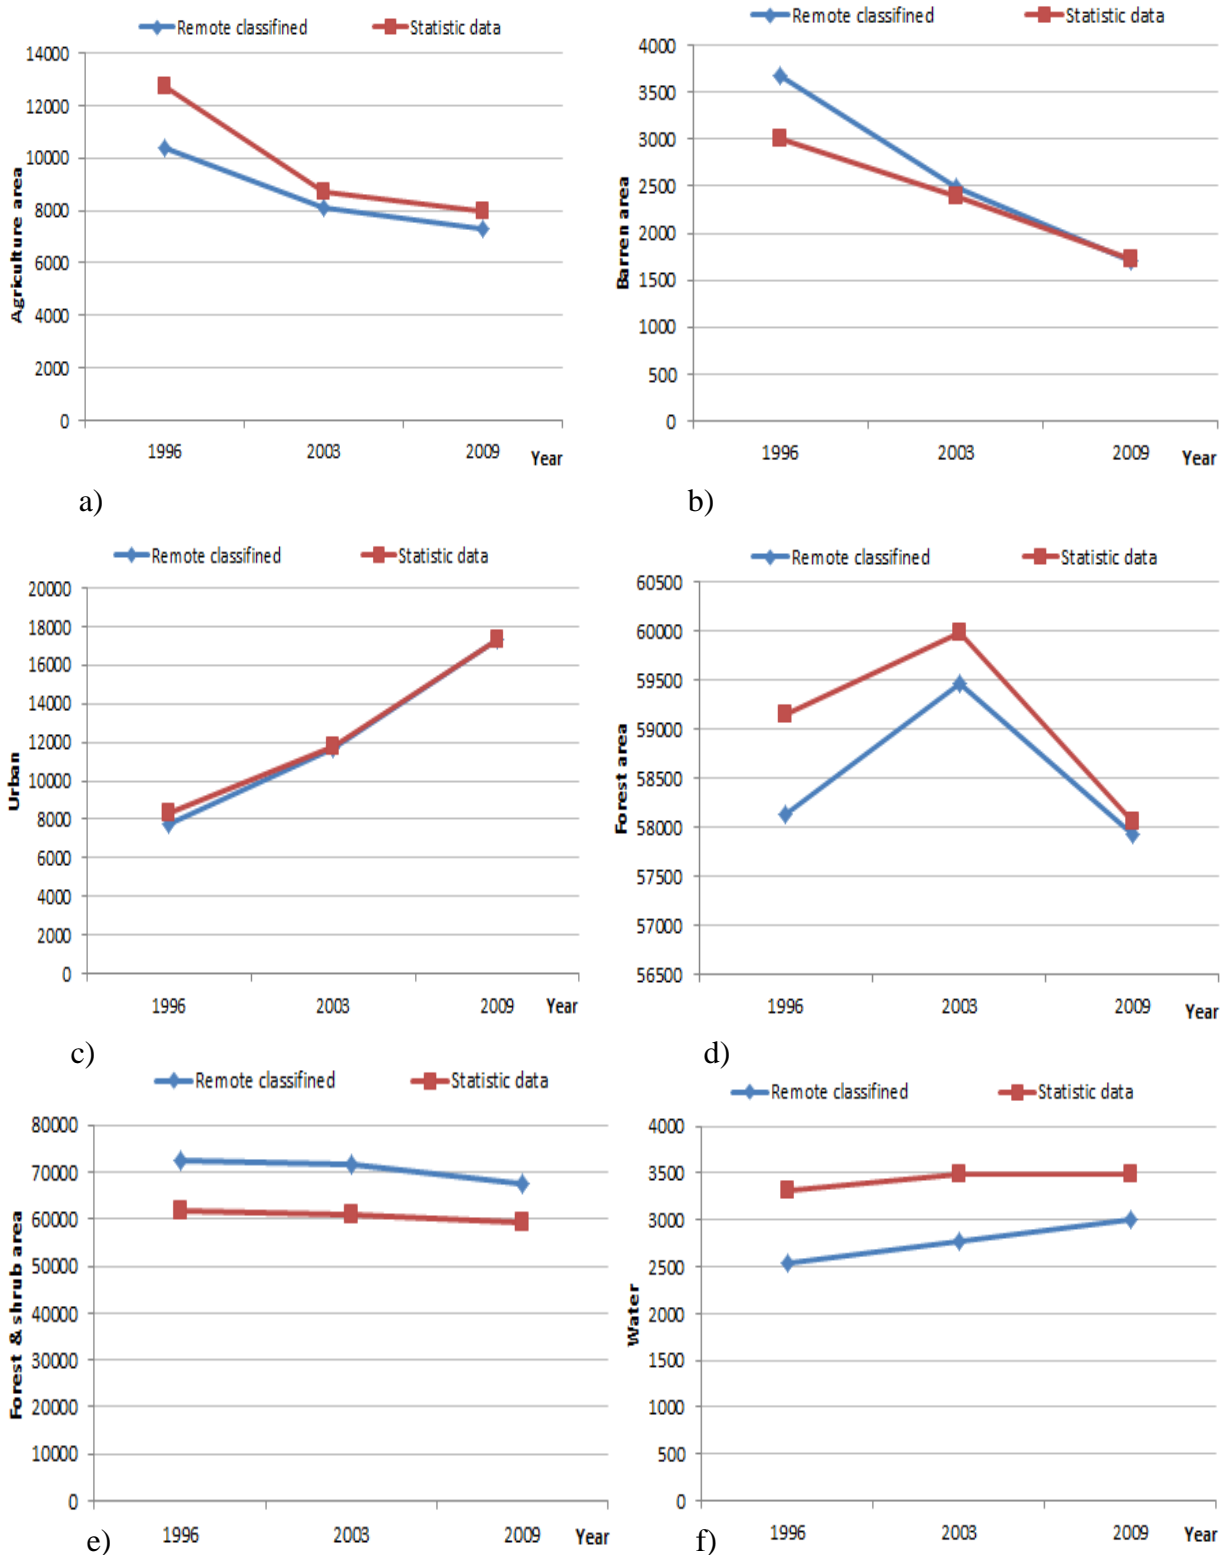 Remote classifined Statistic data
14000
12000
10000
8000
6000
4000
2000
0
Agriculture area
1996 2003 2009 Year
a)
Remote classifined Statistic data
4000
3500
3000
2500
2000
1500
1000
500
0
Barren area
1996 2003 2009 Year
b)
Remote classifined Statistic data
20000
18000
16000
14000
12000
10000
8000
6000
4000
2000
0
Urban
1996 2003 2009 Year
c)
Remote classifined Statistic data
60500
60000
59500
59000
58500
58000
57500
57000
56500
Forest area
1996 2003 2009 Year
d)
Remote classifined Statistic data
80000
70000
60000
50000
40000
30000
20000
10000
0
Forest & shrub area
1996 2003 2009 Year
e)
Remote classifined Statistic data
4000
3500
3000
2500
2000
1500
1000
500
0
Water
1996 2003 2009 Year
f)